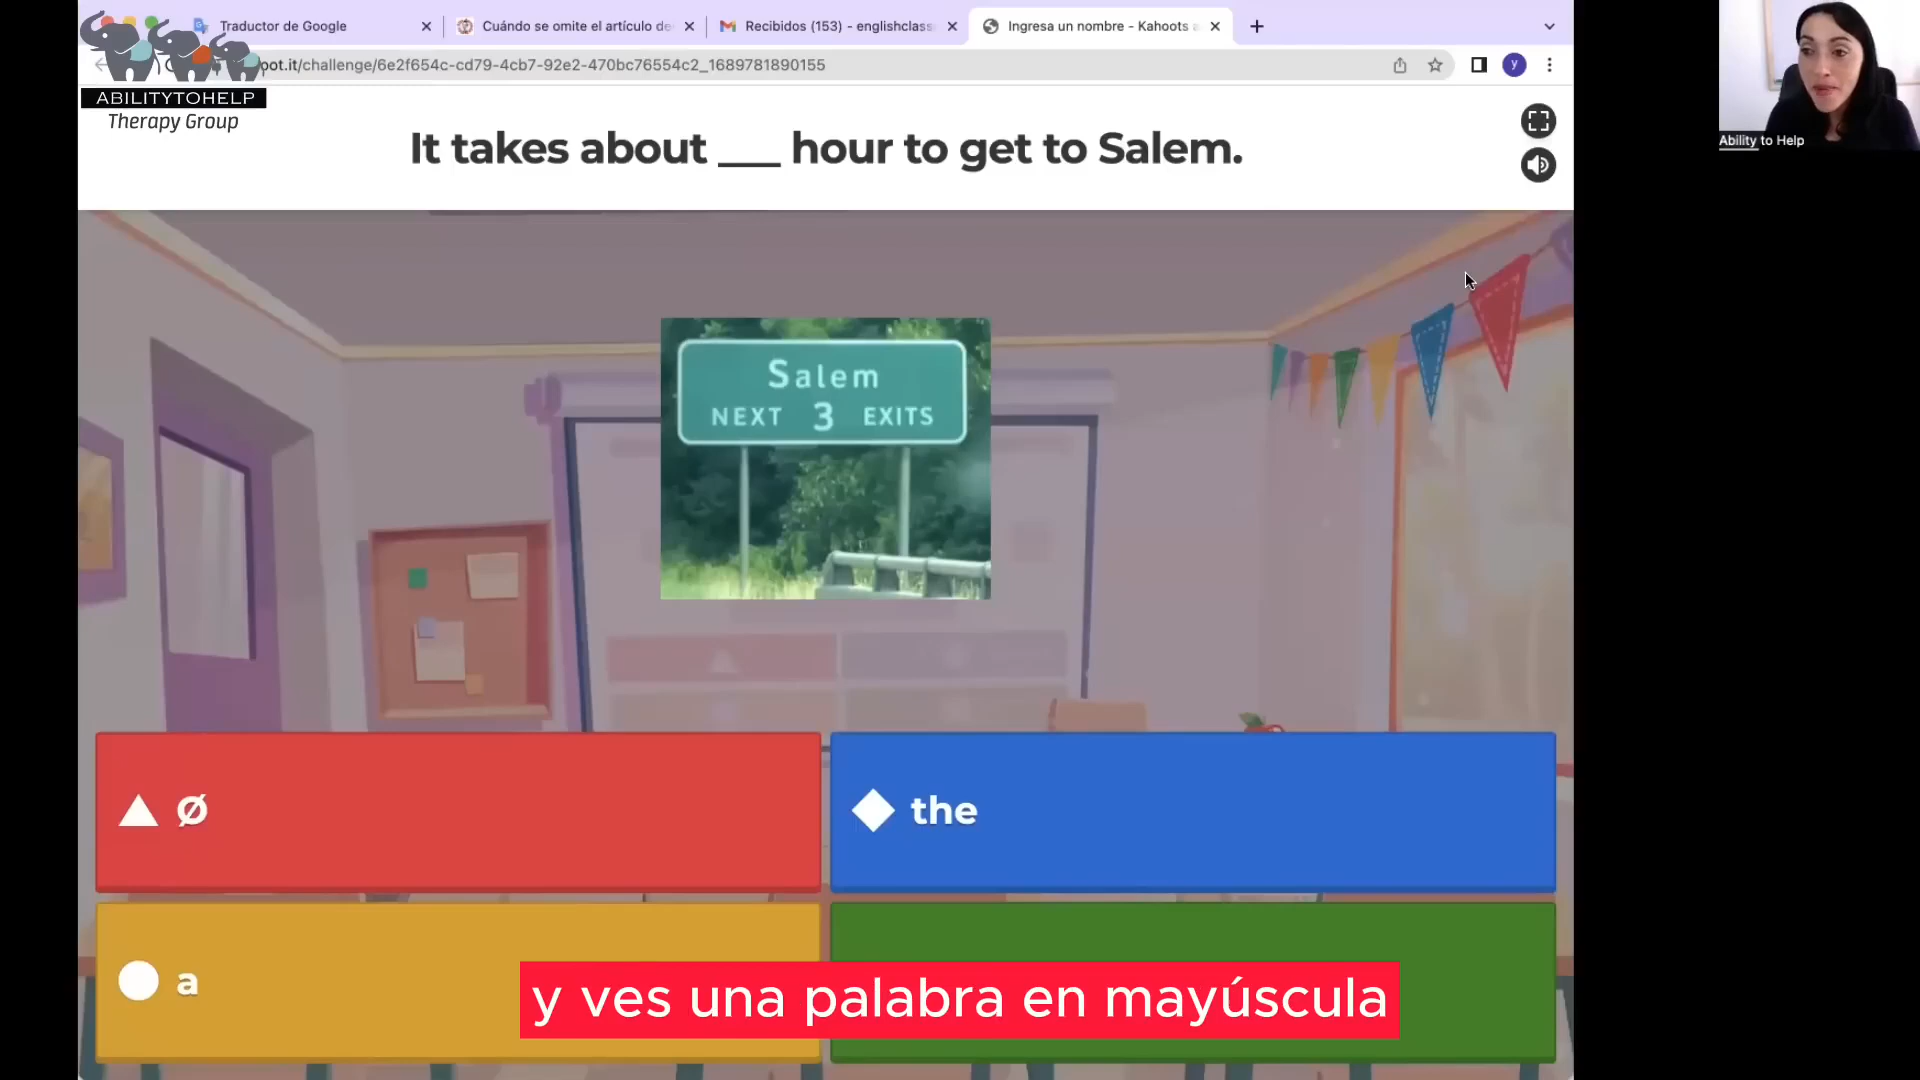 Traductor de Google
Cuándo se omite el artículo de
Recibidos (153) - englishclass
Ingresa un nombre - Kahoots a
oot.it/challenge/6e2f654c-cd79-4cb7-92e2-470bc76554c2_1689781890155
y
ABILITYTOHELP
Therapy Group
Ability to Help
It takes about ___ hour to get to Salem.
Salem
NEXT 3 EXITS
Ø
the
a
y ves una palabra en mayúscula